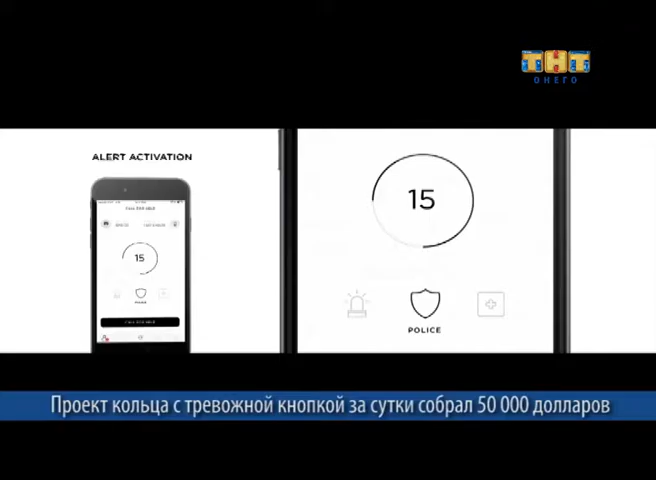 ТНТ
ОНЕГО
ALERT ACTIVATION
15
15
POLICE
Проект кольца с тревожной кнопкой за сутки собрал 50 000 долларов